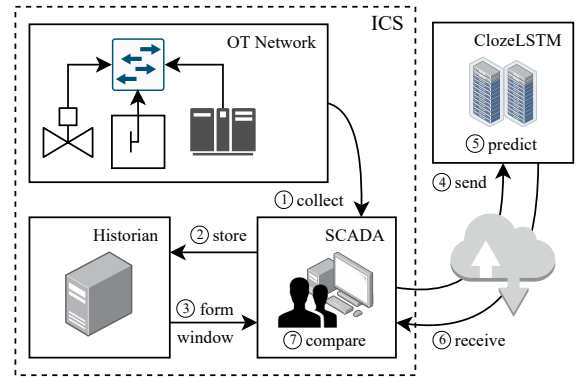 ICS
OT Network
ClozeLSTM
⑤ predict
① collect
④ send
Historian
② store
SCADA
③ form
window
⑦ compare
⑥ receive